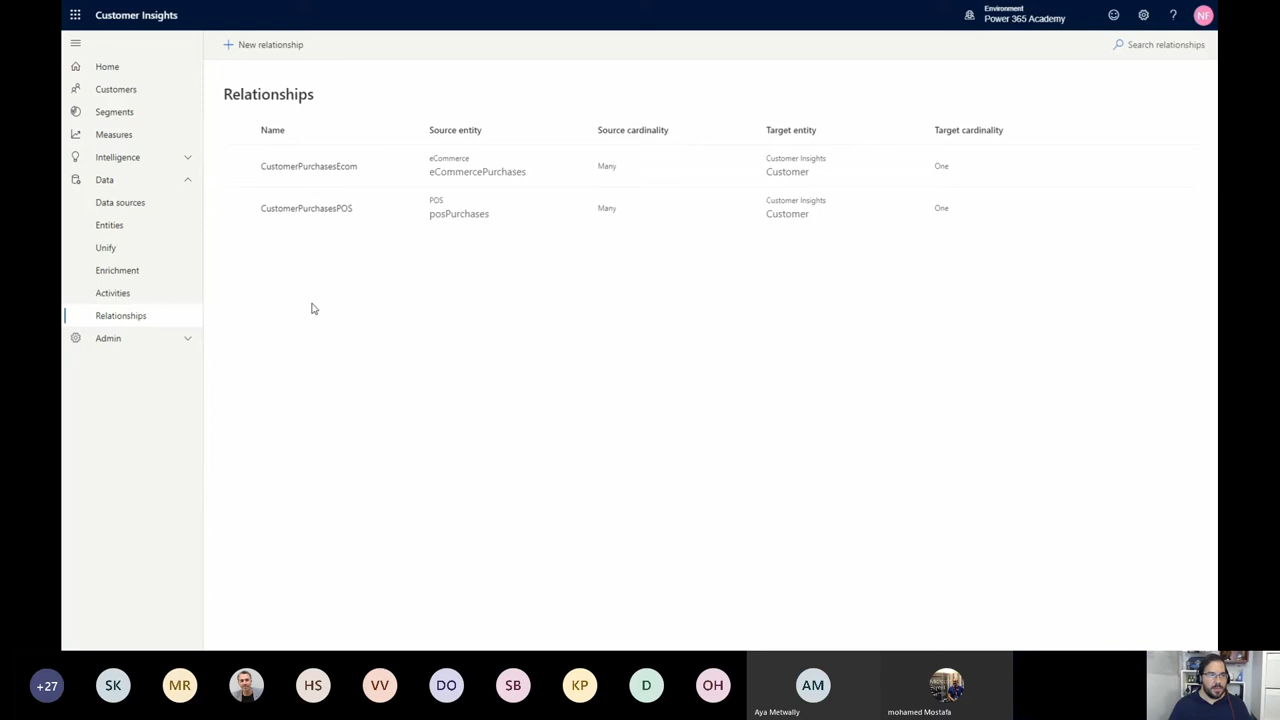 Customer Insights
Environment
Power 365 Academy
?
NF
New relationship
Search relationships
Home
Customers
Segments
Measures
Intelligence
Data
Data sources
Entities
Unify
Enrichment
Activities
Relationships
Admin
Relationships
Name Source entity Source cardinality Target entity Target cardinality
CustomerPurchasesEcom eCommerce eCommercePurchases Many Customer Insights Customer One
CustomerPurchasesPOS POS posPurchases Many Customer Insights Customer One
+27 SK MR HS VV DO SB KP D OH AM
Aya Metwally
mohamed Mostafa